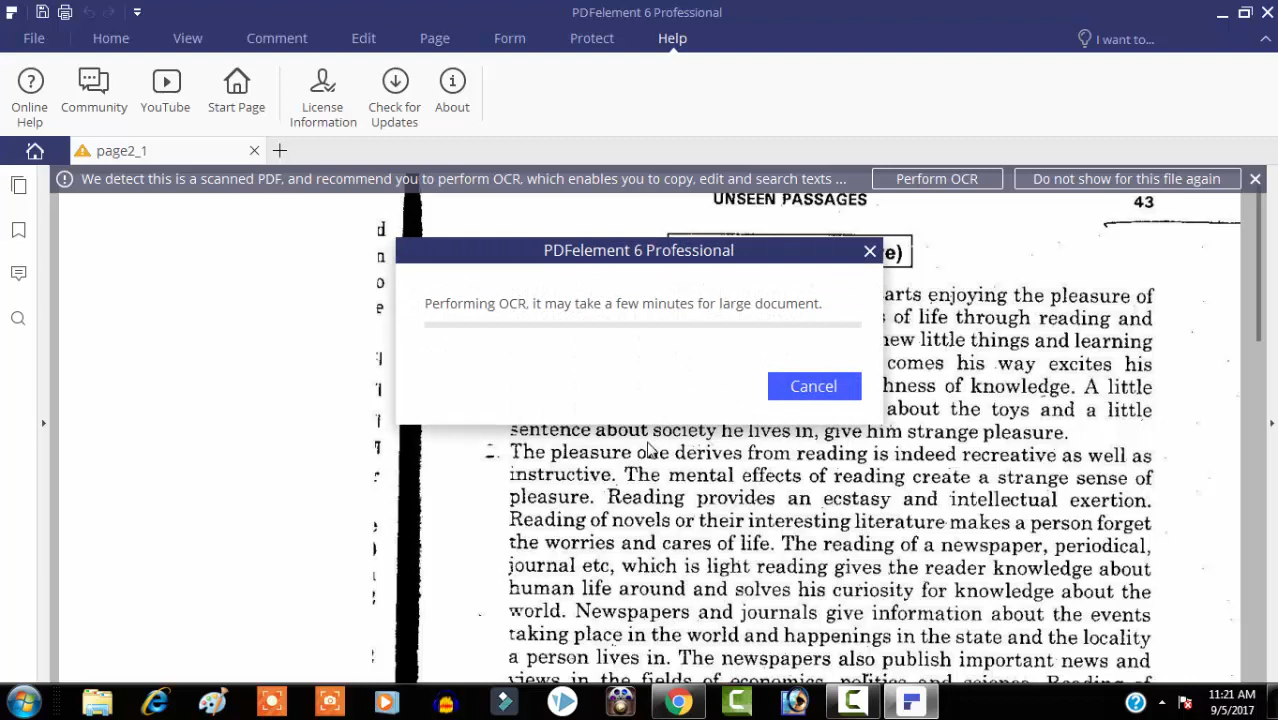 PDFelement 6 Professional
File Home View Comment Edit Page Form Protect Help I want to...
Online Help
Community
YouTube
Start Page
License Information
Check for Updates
About
page2_1
We detect this is a scanned PDF, and recommend you to perform OCR, which enables you to copy, edit and search texts ... Perform OCR Do not show for this file again
UNSEEN PASSAGES 43
PDFelement 6 Professional
Performing OCR, it may take a few minutes for large document.
Cancel
d
n
o
e
e)
arts enjoying the pleasure of
of life through reading and
new little things and learning
comes his way excites his
hness of knowledge. A little
about the toys and a little
sentence about society he lives in, give him strange pleasure.
The pleasure one derives from reading is indeed recreative as well as
instructive. The mental effects of reading create a strange sense of
pleasure. Reading provides an ecstasy and intellectual exertion.
Reading of novels or their interesting literature makes a person forget
the worries and cares of life. The reading of a newspaper, periodical,
journal etc, which is light reading gives the reader knowledge about
human life around and solves his curiosity for knowledge about the
world. Newspapers and journals give information about the events
taking place in the world and happenings in the state and the locality
a person lives in. The newspapers also publish important news and
views in the fields of economics, politics and science. Reading of
11:21 AM
9/5/2017